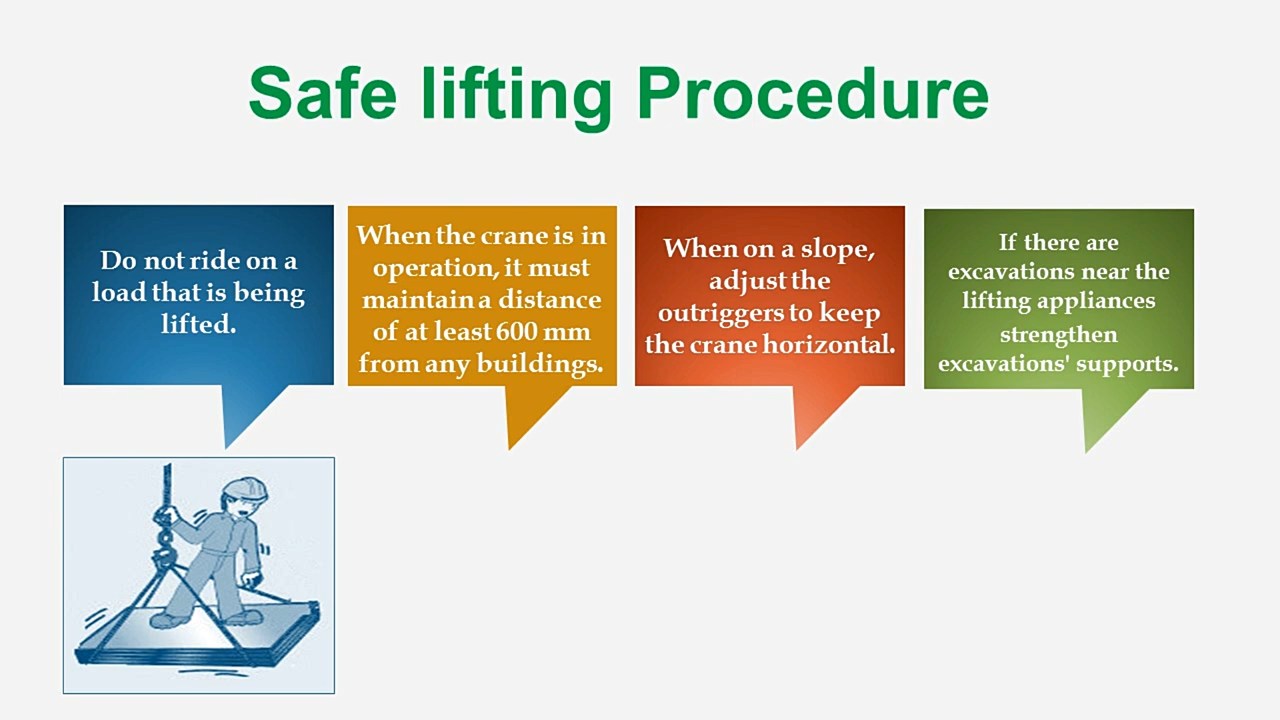 Safe lifting Procedure
Do not ride on a
load that is being
lifted.
When the crane is in
operation, it must
maintain a distance
of at least 600 mm
from any buildings.
When on a slope,
adjust the
outriggers to keep
the crane horizontal.
If there are
excavations near the
lifting appliances
strengthen
excavations' supports.